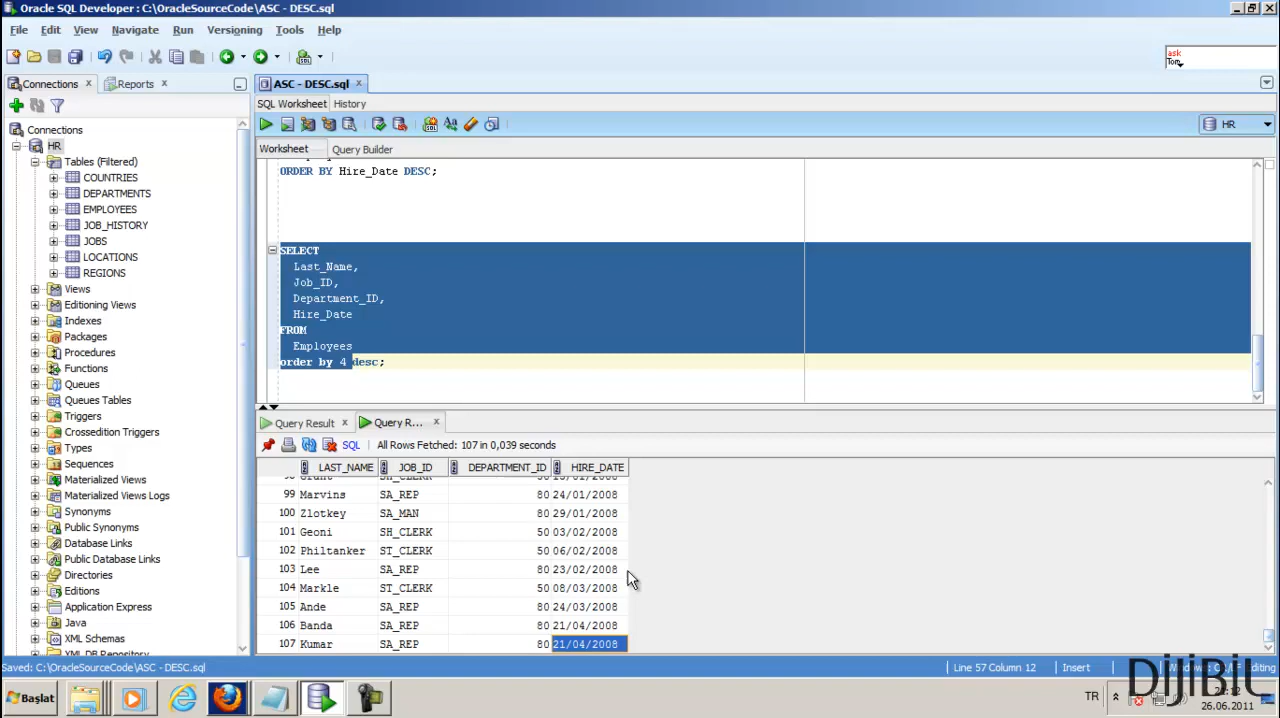 Oracle SQL Developer : C:\OracleSourceCode\ASC - DESC.sql
File Edit View Navigate Run Versioning Tools Help
ask
Tom
Connections Reports ASC - DESC.sql
SQL Worksheet History
HR
Worksheet Query Builder
Connections
HR
Tables (Filtered)
COUNTRIES
DEPARTMENTS
EMPLOYEES
JOB_HISTORY
JOBS
LOCATIONS
REGIONS
Views
Editioning Views
Indexes
Packages
Procedures
Functions
Queues
Queues Tables
Triggers
Crossedition Triggers
Types
Sequences
Materialized Views
Materialized Views Logs
Synonyms
Public Synonyms
Database Links
Public Database Links
Directories
Editions
Application Express
Java
XML Schemas
XML DB Repository
ORDER BY Hire_Date DESC;
SELECT
Last_Name,
Job_ID,
Department_ID,
Hire_Date
FROM
Employees
order by 4 desc;
Query Result Query R...
SQL All Rows Fetched: 107 in 0,039 seconds
LAST_NAME JOB_ID DEPARTMENT_ID HIRE_DATE
99 Marvins SA_REP 80 24/01/2008
100 Zlotkey SA_MAN 80 29/01/2008
101 Geoni SH_CLERK 50 03/02/2008
102 Philtanker ST_CLERK 50 06/02/2008
103 Lee SA_REP 80 23/02/2008
104 Markle ST_CLERK 50 08/03/2008
105 Ande SA_REP 80 24/03/2008
106 Banda SA_REP 80 21/04/2008
107 Kumar SA_REP 80 21/04/2008
Saved: C:\OracleSourceCode\ASC - DESC.sql
Line 57 Column 12 Insert Editing
DİJİBİL
Başlat
TR
26.06.2011